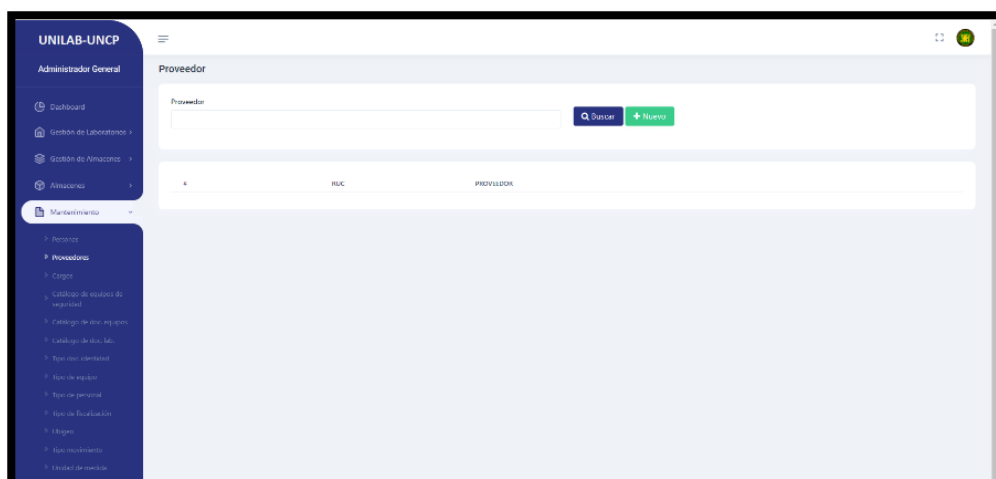 UNILAB-UNCP
Administrador General
Proveedor
Dashboard
Proveedor
Buscar
Nuevo
Gestión de Laboratorios
Gestión de Almacenes
Almacenes
#
RUC
PROVEEDOR
Mantenimiento
Persona
Proveedores
Cargos
Catálogo de equipos de
seguridad
Catálogo de doc. equipos
Catálogo de doc. lab.
Tipo doc. identidad
Tipo de equipo
Tipo de personal
Tipo de fiscalización
Ubigeo
Tipo movimiento
Unidad de medida